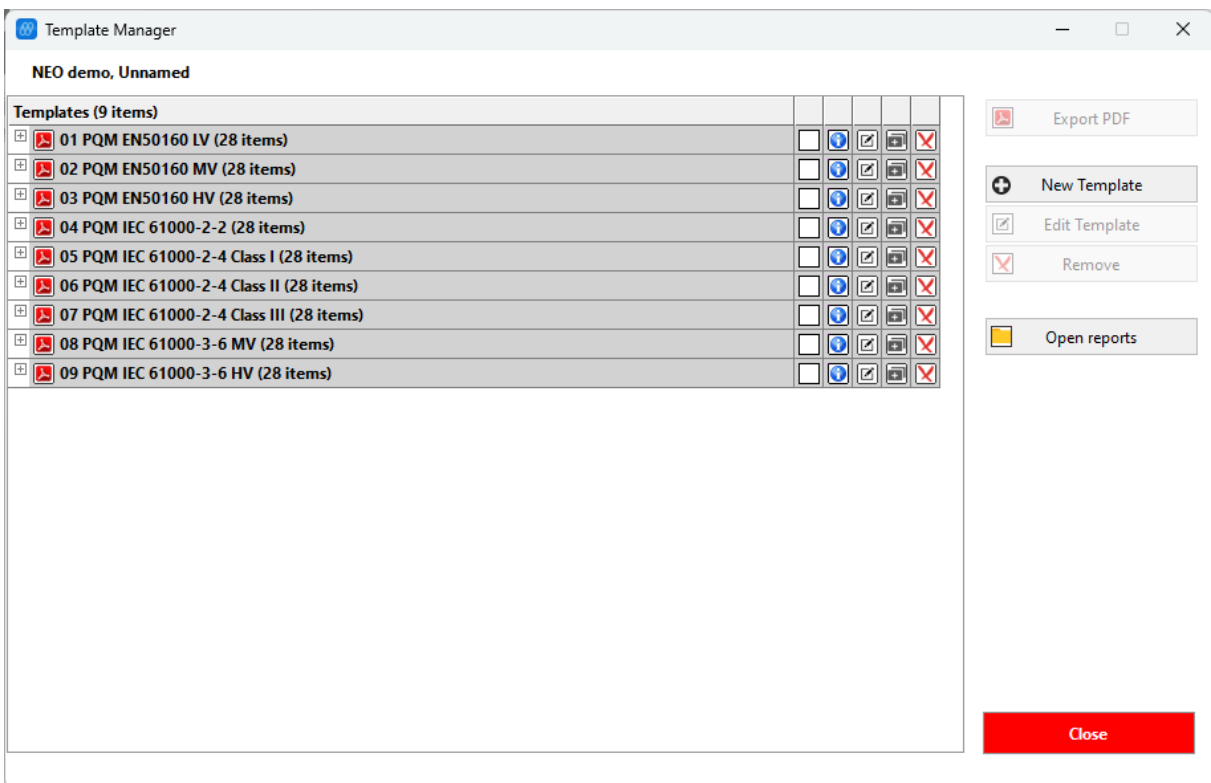 Template Manager
NEO demo, Unnamed
Templates (9 items)
01 PQM EN50160 LV (28 items)
02 PQM EN50160 MV (28 items)
03 PQM EN50160 HV (28 items)
04 PQM IEC 61000-2-2 (28 items)
05 PQM IEC 61000-2-4 Class I (28 items)
06 PQM IEC 61000-2-4 Class II (28 items)
07 PQM IEC 61000-2-4 Class III (28 items)
08 PQM IEC 61000-3-6 MV (28 items)
09 PQM IEC 61000-3-6 HV (28 items)
Export PDF
New Template
Edit Template
Remove
Open reports
Close